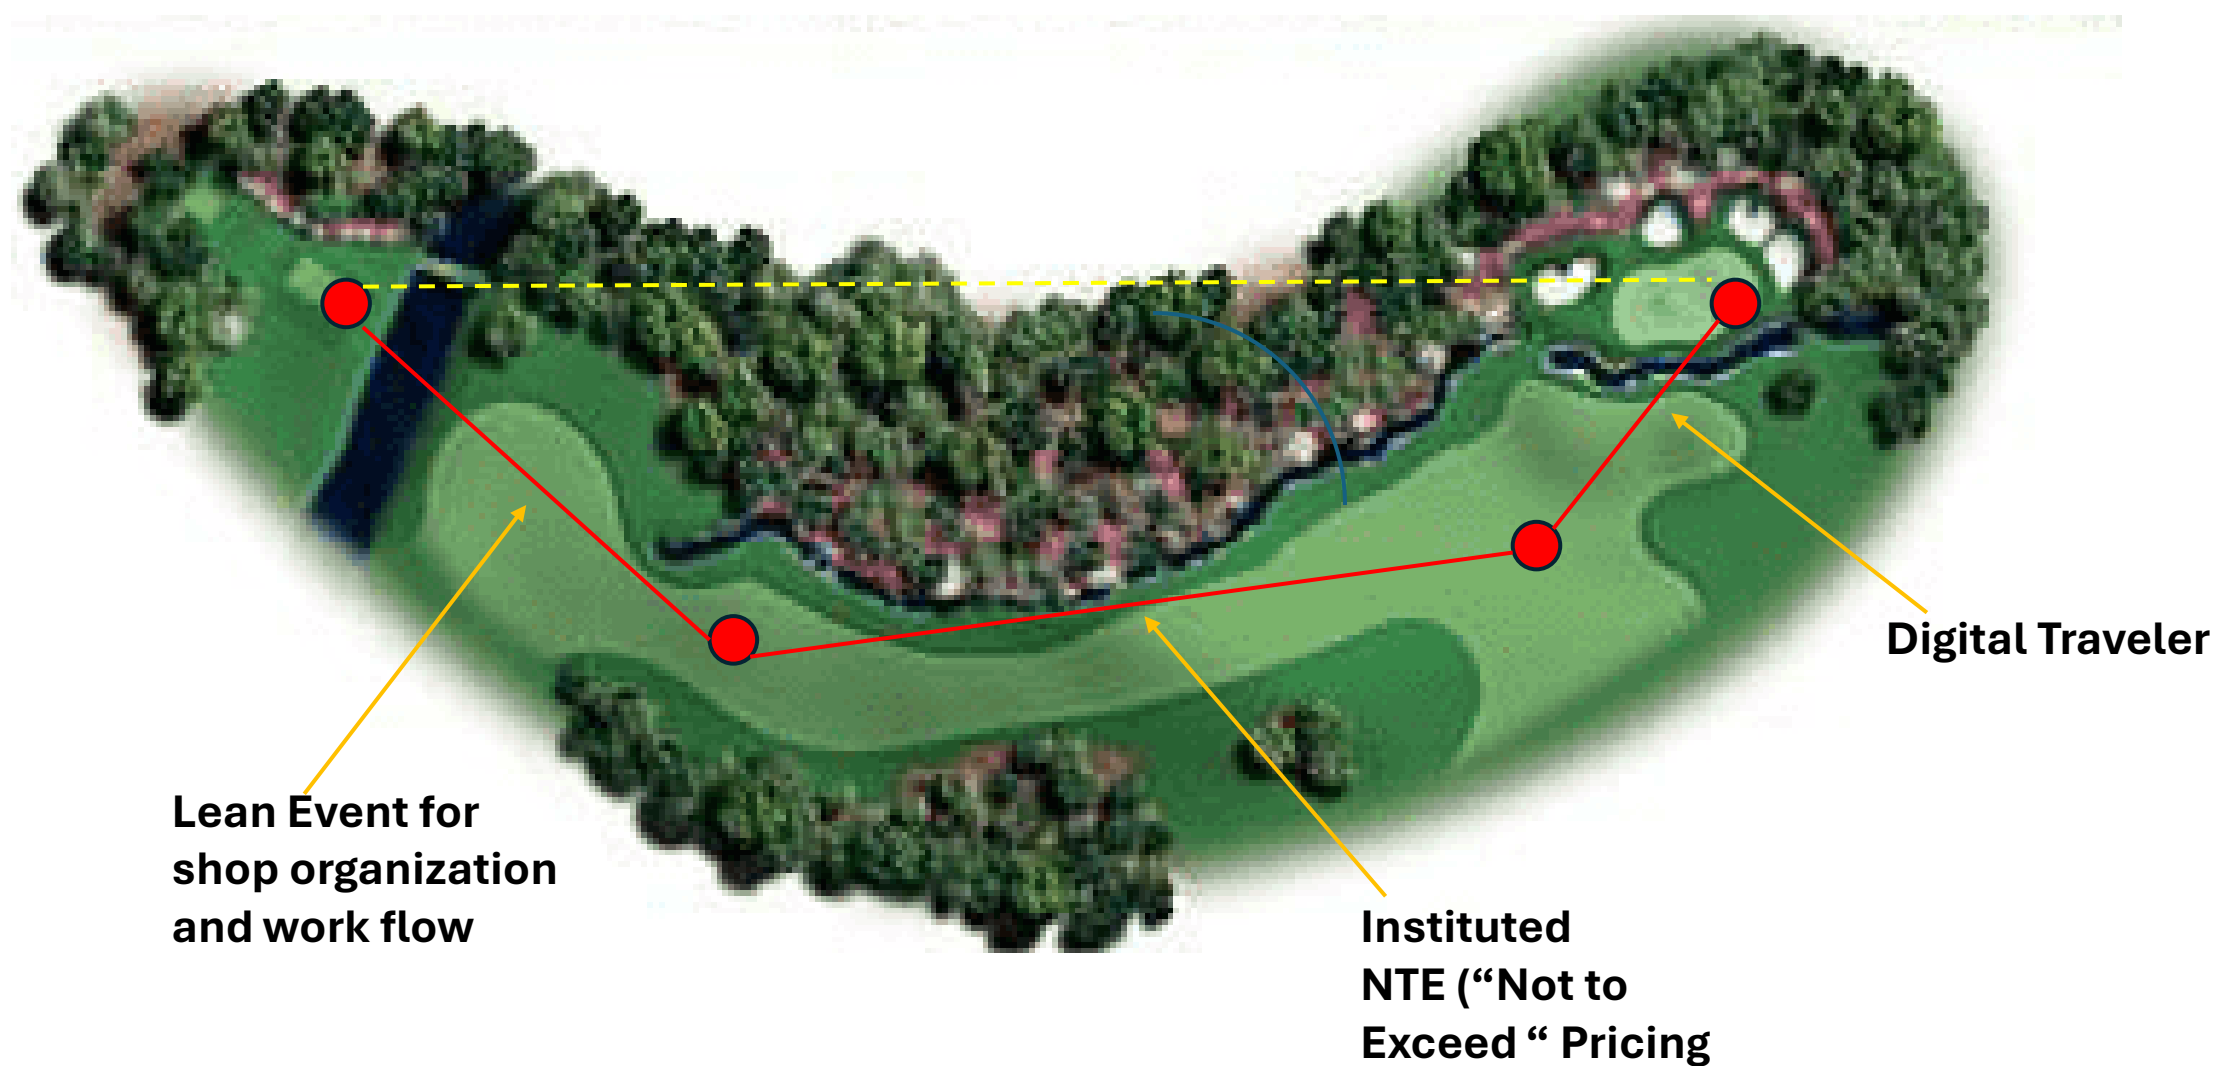 Digital Traveler
Lean Event for
shop organization
and work flow
Instituted
NTE (“Not to
Exceed “ Pricing